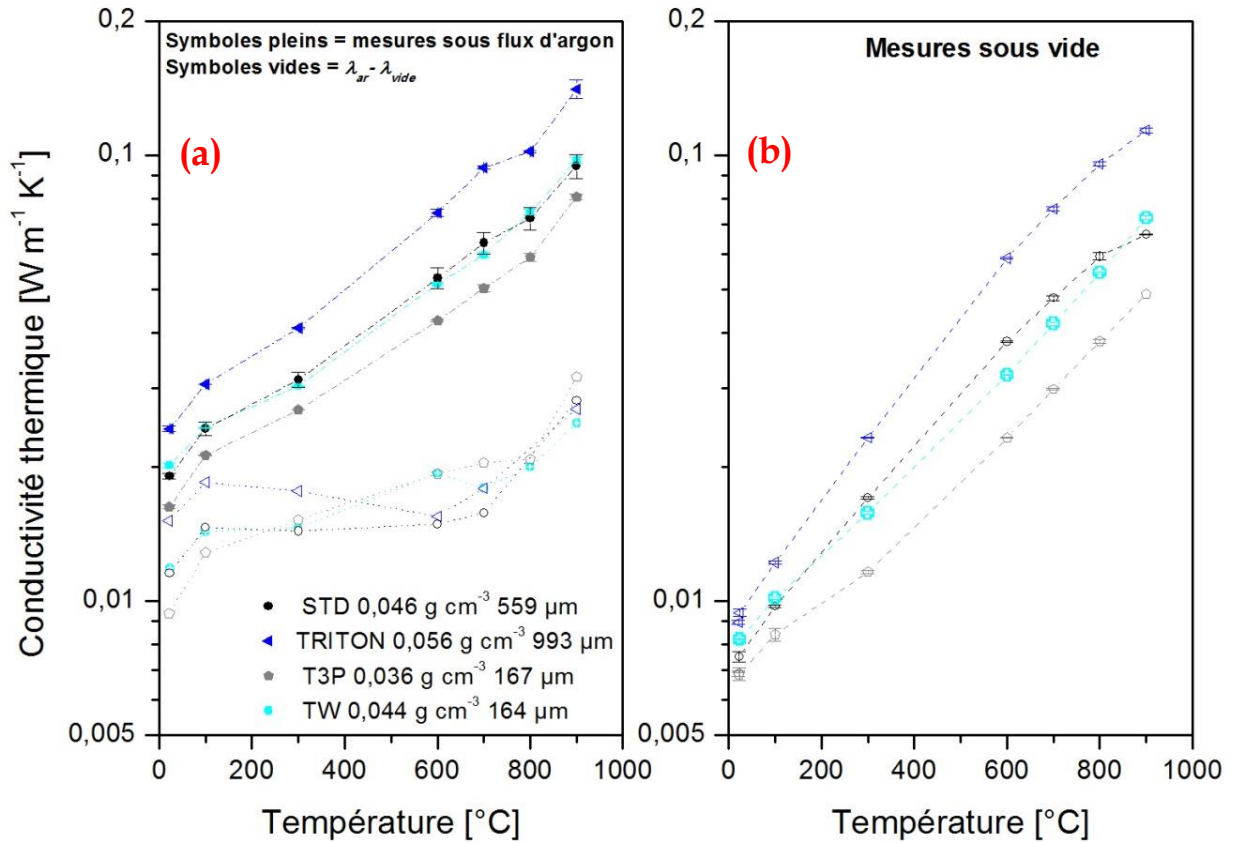 Conductivité thermique [W m⁻¹ K⁻¹]
0,2
0,1
0,01
0,005
Symboles pleins = mesures sous flux d'argon
Symboles vides = λar- λvide
(a)
STD 0,046 g cm⁻³ 559 µm
TRITON 0,056 g cm⁻³ 993 µm
T3P 0,036 g cm⁻³ 167 µm
TW 0,044 g cm⁻³ 164 µm
0 200 400 600 800 1000
Température [°C]
0,2
0,1
0,01
0,005
Mesures sous vide
(b)
0 200 400 600 800 1000
Température [°C]